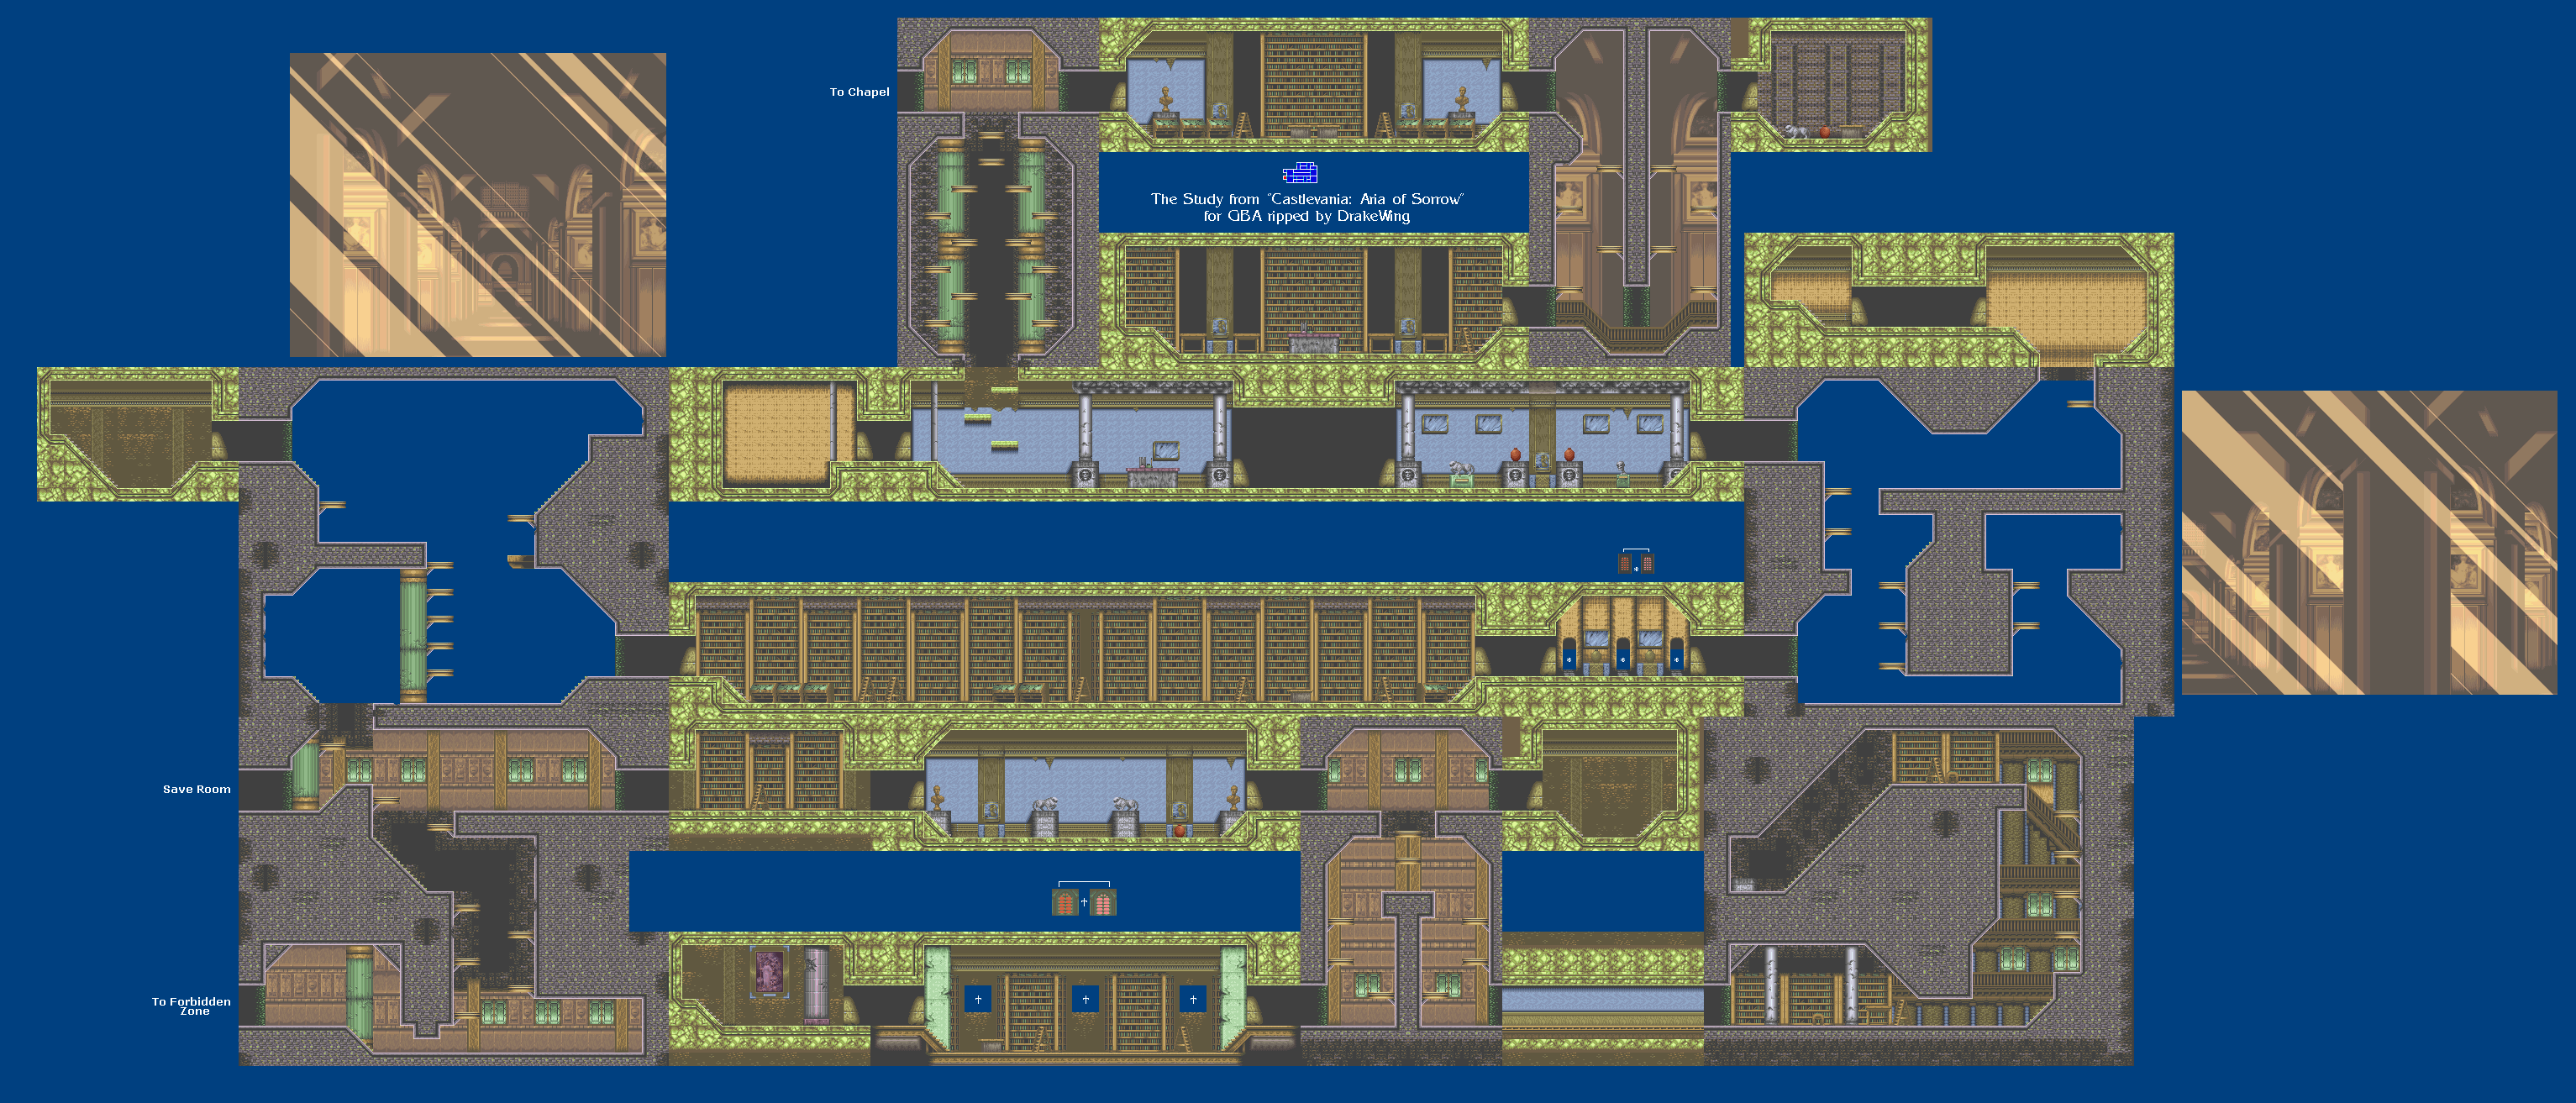 To Chapel
The Study from "Castlevania: Aria of Sorrow"
for GBA ripped by DrakeWing
Save Room
To Forbidden
Zone